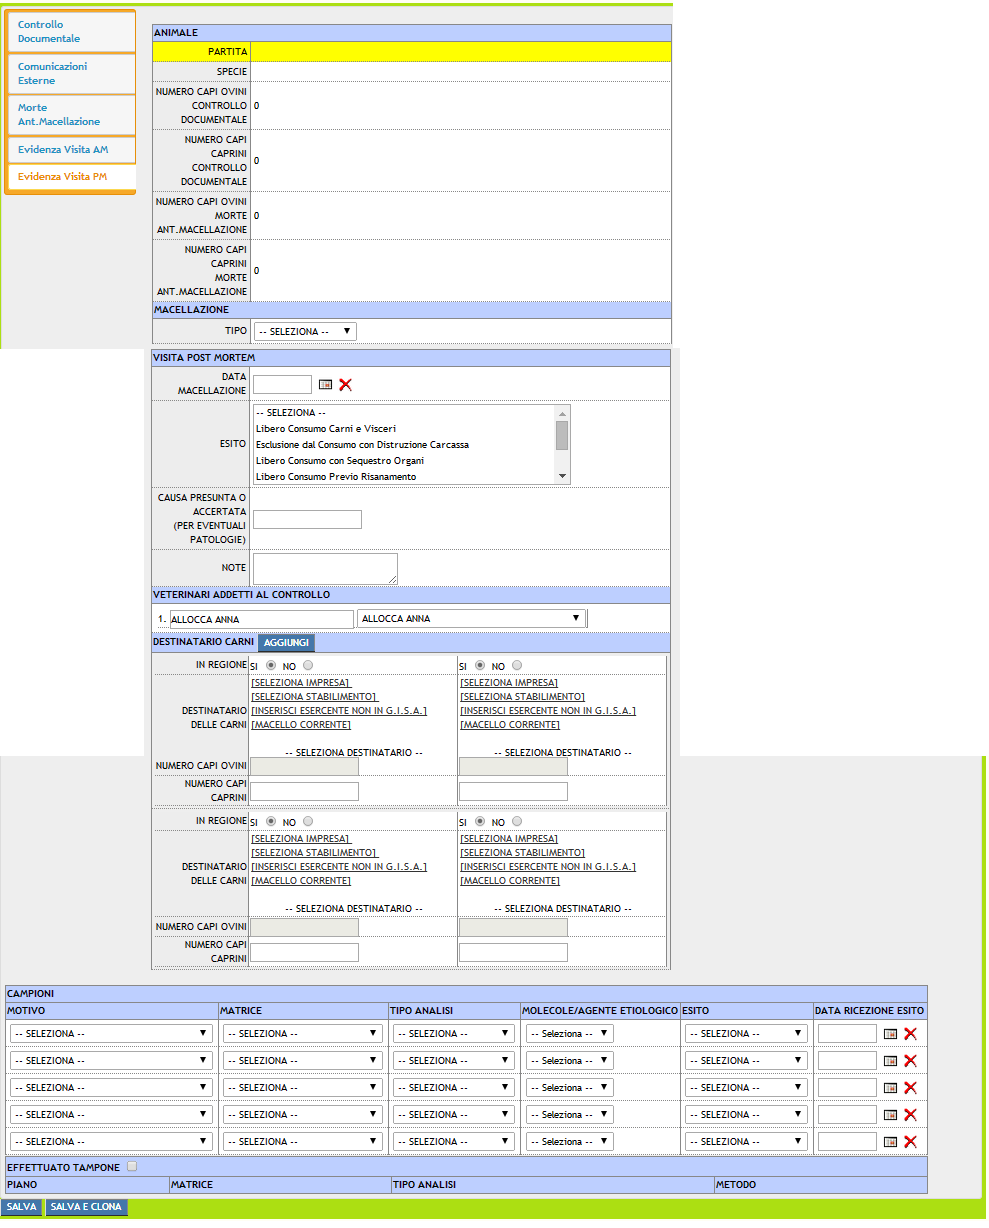 Controllo
Documentale
Comunicazioni
Esterne
Morte
Ant.Macellazione
Evidenza Visita AM
Evidenza Visita PM
ANIMALE
PARTITA
SPECIE
NUMERO CAPI OVINI
CONTROLLO
DOCUMENTALE
0
NUMERO CAPI
CAPRINI
CONTROLLO
DOCUMENTALE
0
NUMERO CAPI OVINI
MORTE
ANT.MACELLAZIONE
0
NUMERO CAPI
CAPRINI
MORTE
ANT.MACELLAZIONE
0
MACELLAZIONE
TIPO -- SELEZIONA --
VISITA POST MORTEM
DATA
MACELLAZIONE
ESITO
-- SELEZIONA --
Libero Consumo Carni e Visceri
Esclusione dal Consumo con Distruzione Carcassa
Libero Consumo con Sequestro Organi
Libero Consumo Previo Risanamento
CAUSA PRESUNTA O
ACCERTATA
(PER EVENTUALI
PATOLOGIE)
NOTE
VETERINARI ADDETTI AL CONTROLLO
1. ALLOCCA ANNA ALLOCCA ANNA
DESTINATARIO CARNI AGGIUNGI
IN REGIONE SI NO SI NO
DESTINATARIO
DELLE CARNI
[SELEZIONA IMPRESA] [SELEZIONA IMPRESA]
[SELEZIONA STABILIMENTO] [SELEZIONA STABILIMENTO]
[INSERISCI ESERCENTE NON IN G.I.S.A.] [INSERISCI ESERCENTE NON IN G.I.S.A.]
[MACELLO CORRENTE] [MACELLO CORRENTE]
-- SELEZIONA DESTINATARIO -- -- SELEZIONA DESTINATARIO --
NUMERO CAPI OVINI
NUMERO CAPI
CAPRINI
IN REGIONE SI NO SI NO
DESTINATARIO
DELLE CARNI
[SELEZIONA IMPRESA] [SELEZIONA IMPRESA]
[SELEZIONA STABILIMENTO] [SELEZIONA STABILIMENTO]
[INSERISCI ESERCENTE NON IN G.I.S.A.] [INSERISCI ESERCENTE NON IN G.I.S.A.]
[MACELLO CORRENTE] [MACELLO CORRENTE]
-- SELEZIONA DESTINATARIO -- -- SELEZIONA DESTINATARIO --
NUMERO CAPI OVINI
NUMERO CAPI
CAPRINI
CAMPIONI
MOTIVO MATRICE TIPO ANALISI MOLECOLE/AGENTE ETIOLOGICO ESITO DATA RICEZIONE ESITO
-- SELEZIONA -- -- SELEZIONA -- -- SELEZIONA -- -- Seleziona -- -- SELEZIONA --
-- SELEZIONA -- -- SELEZIONA -- -- SELEZIONA -- -- Seleziona -- -- SELEZIONA --
-- SELEZIONA -- -- SELEZIONA -- -- SELEZIONA -- -- Seleziona -- -- SELEZIONA --
-- SELEZIONA -- -- SELEZIONA -- -- SELEZIONA -- -- Seleziona -- -- SELEZIONA --
-- SELEZIONA -- -- SELEZIONA -- -- SELEZIONA -- -- Seleziona -- -- SELEZIONA --
EFFETTUATO TAMPONE
PIANO MATRICE TIPO ANALISI METODO
SALVA SALVA E CLONA